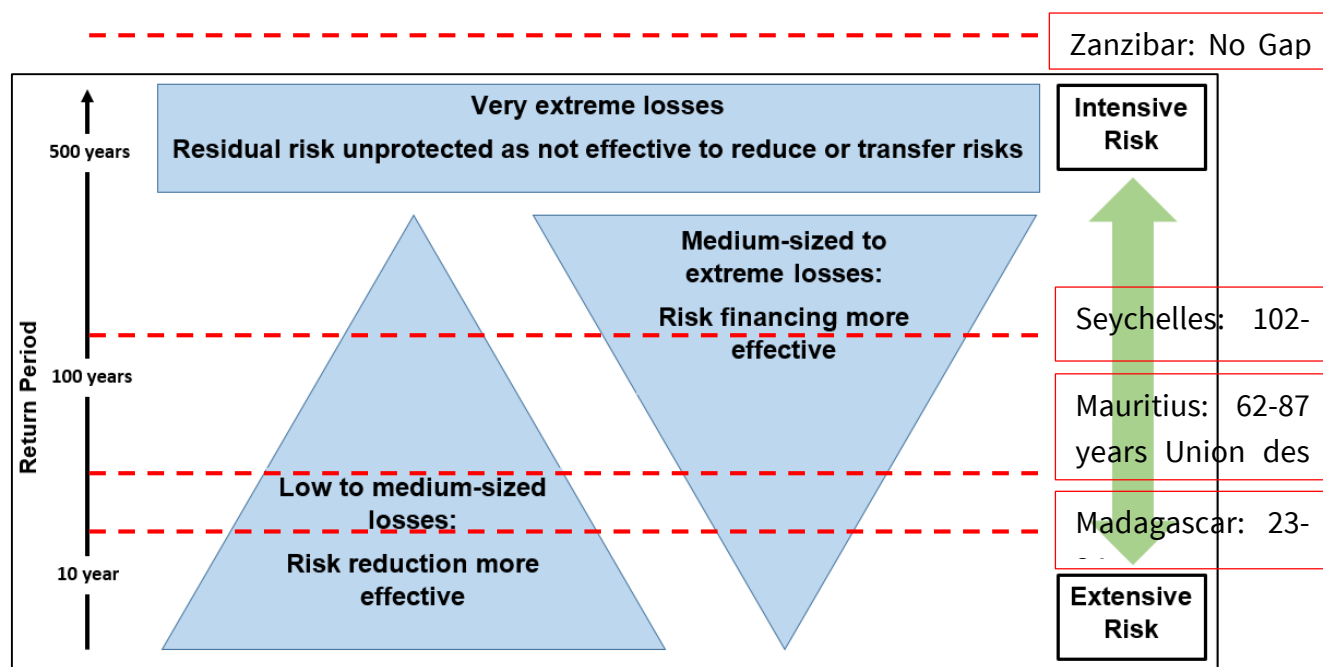 Zanzibar: No Gap
Very extreme losses
Residual risk unprotected as not effective to reduce or transfer risks
Intensive
Risk
500 years
Medium-sized to
extreme losses:
Risk financing more
effective
Seychelles: 102-
Return Period
100 years
Mauritius: 62-87
years Union des
Low to medium-sized
losses:
Risk reduction more
effective
Madagascar: 23-
10 year
Extensive
Risk